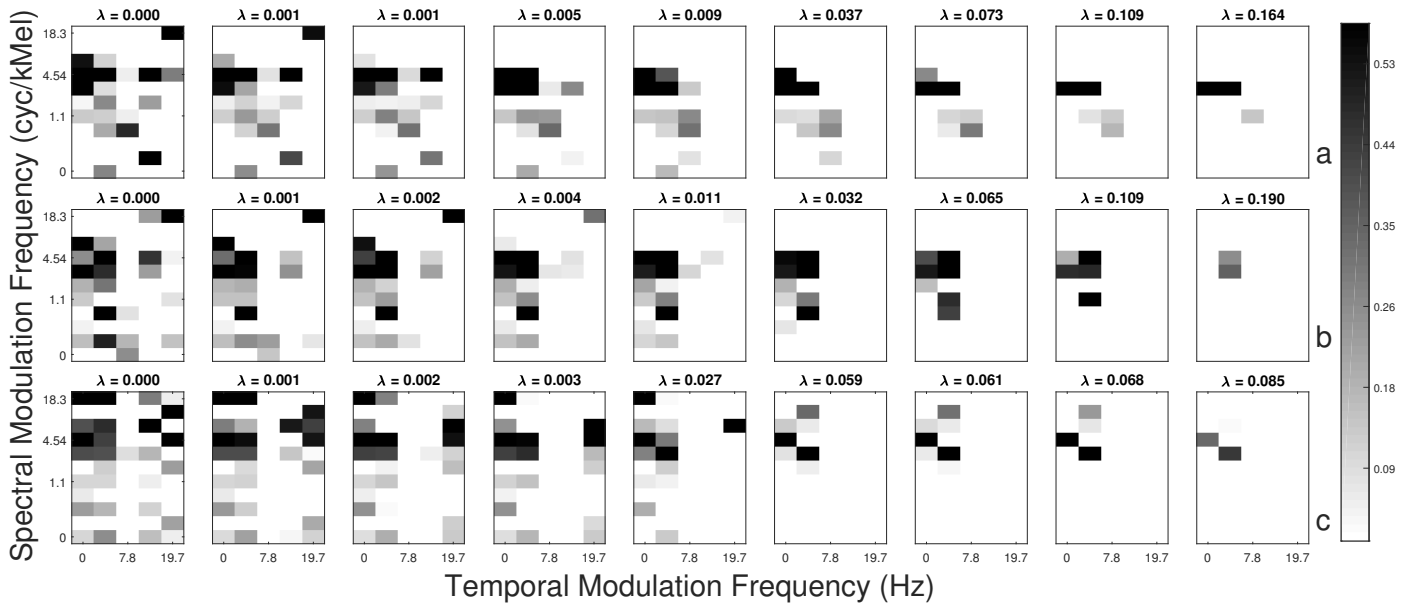 λ = 0.000 λ = 0.001 λ = 0.001 λ = 0.005 λ = 0.009 λ = 0.037 λ = 0.073 λ = 0.109 λ = 0.164
18.3
4.54
1.1
0
a
λ = 0.000 λ = 0.001 λ = 0.002 λ = 0.004 λ = 0.011 λ = 0.032 λ = 0.065 λ = 0.109 λ = 0.190
18.3
4.54
1.1
0
b
λ = 0.000 λ = 0.001 λ = 0.002 λ = 0.003 λ = 0.027 λ = 0.059 λ = 0.061 λ = 0.068 λ = 0.085
18.3
4.54
1.1
0
c
0 7.8 19.7 0 7.8 19.7 0 7.8 19.7 0 7.8 19.7 0 7.8 19.7 0 7.8 19.7 0 7.8 19.7 0 7.8 19.7 0 7.8 19.7
Temporal Modulation Frequency (Hz)
Spectral Modulation Frequency (cyc/kMel)
0.53
0.44
0.35
0.26
0.18
0.09